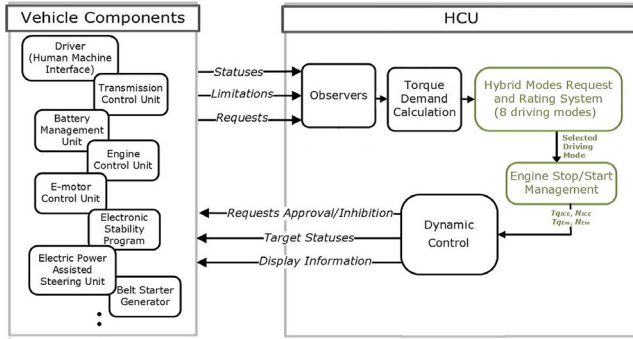 Vehicle Components
HCU
Driver
(Human Machine
Interface)
Transmission
Control Unit
Battery
Management
Unit
Engine
Control Unit
E-motor
Control Unit
Electronic
Stability
Program
Electric Power
Assisted
Steering Unit
Belt Starter
Generator
Statuses
Limitations
Requests
Observers
Torque
Demand
Calculation
Hybrid Modes Request
and Rating System
(8 driving modes)
Selected
Driving
Mode
Engine Stop/Start
Management
TqICE, NICE
TqEm, NEm
Dynamic
Control
Requests Approval/Inhibition
Target Statuses
Display Information